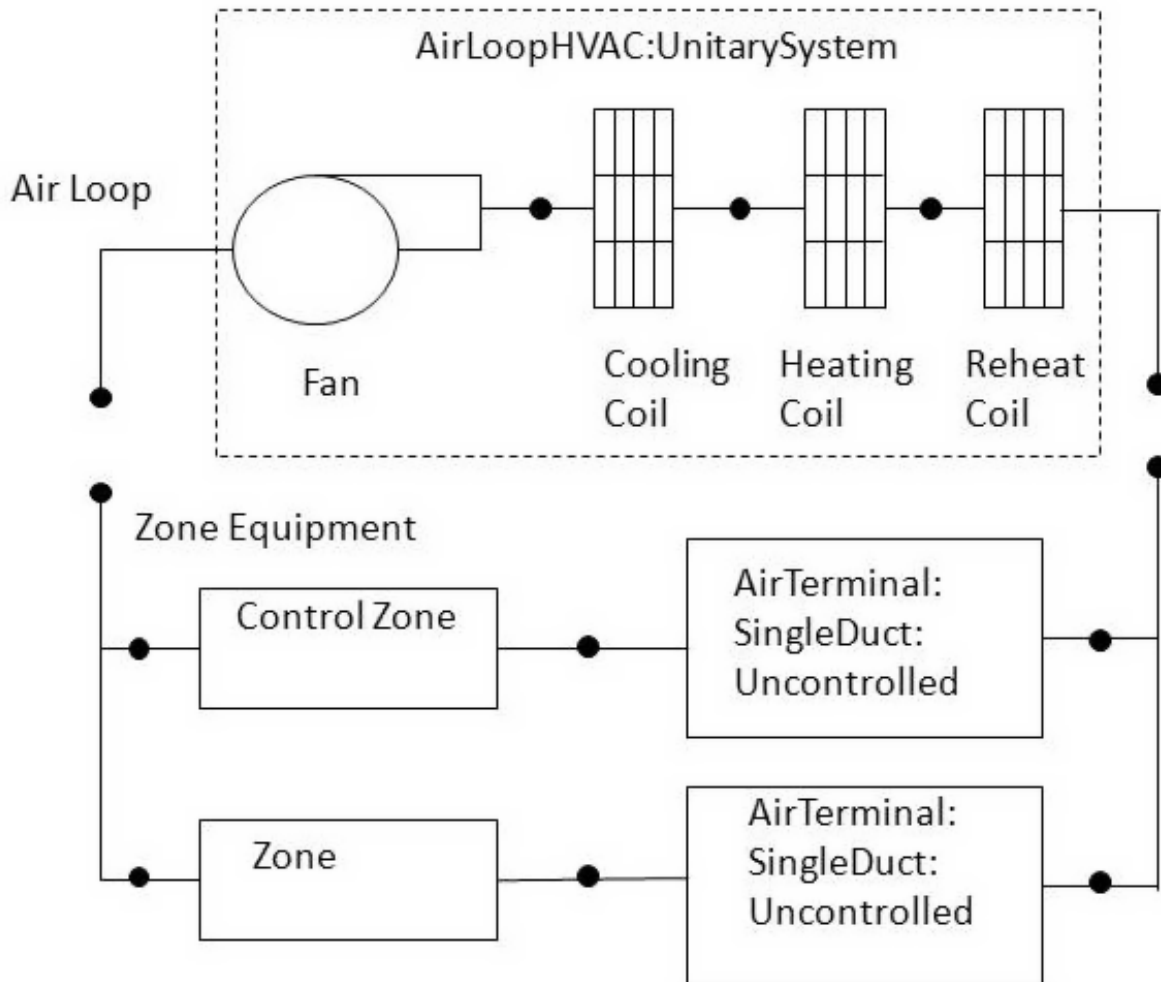 AirLoopHVAC:UnitarySystem
Air Loop
Fan
Cooling
Coil
Heating
Coil
Reheat
Coil
Zone Equipment
Control Zone
AirTerminal:
SingleDuct:
Uncontrolled
Zone
AirTerminal:
SingleDuct:
Uncontrolled